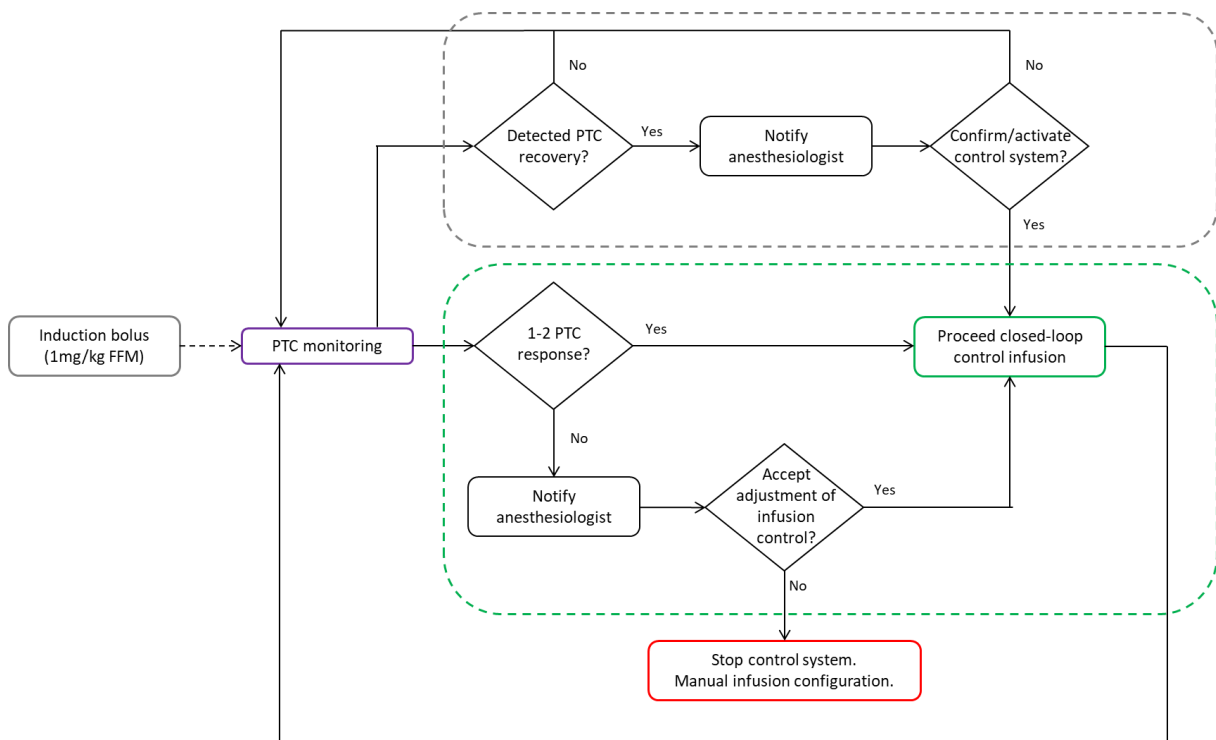 No
No
Detected PTC
recovery?
Yes
Notify
anesthesiologist
Confirm/activate
control system?
Yes
Induction bolus
(1mg/kg FFM)
PTC monitoring
1-2 PTC
response?
Yes
Proceed closed-loop
control infusion
No
Notify
anesthesiologist
Accept
adjustment of
infusion
control?
Yes
No
Stop control system.
Manual infusion configuration.